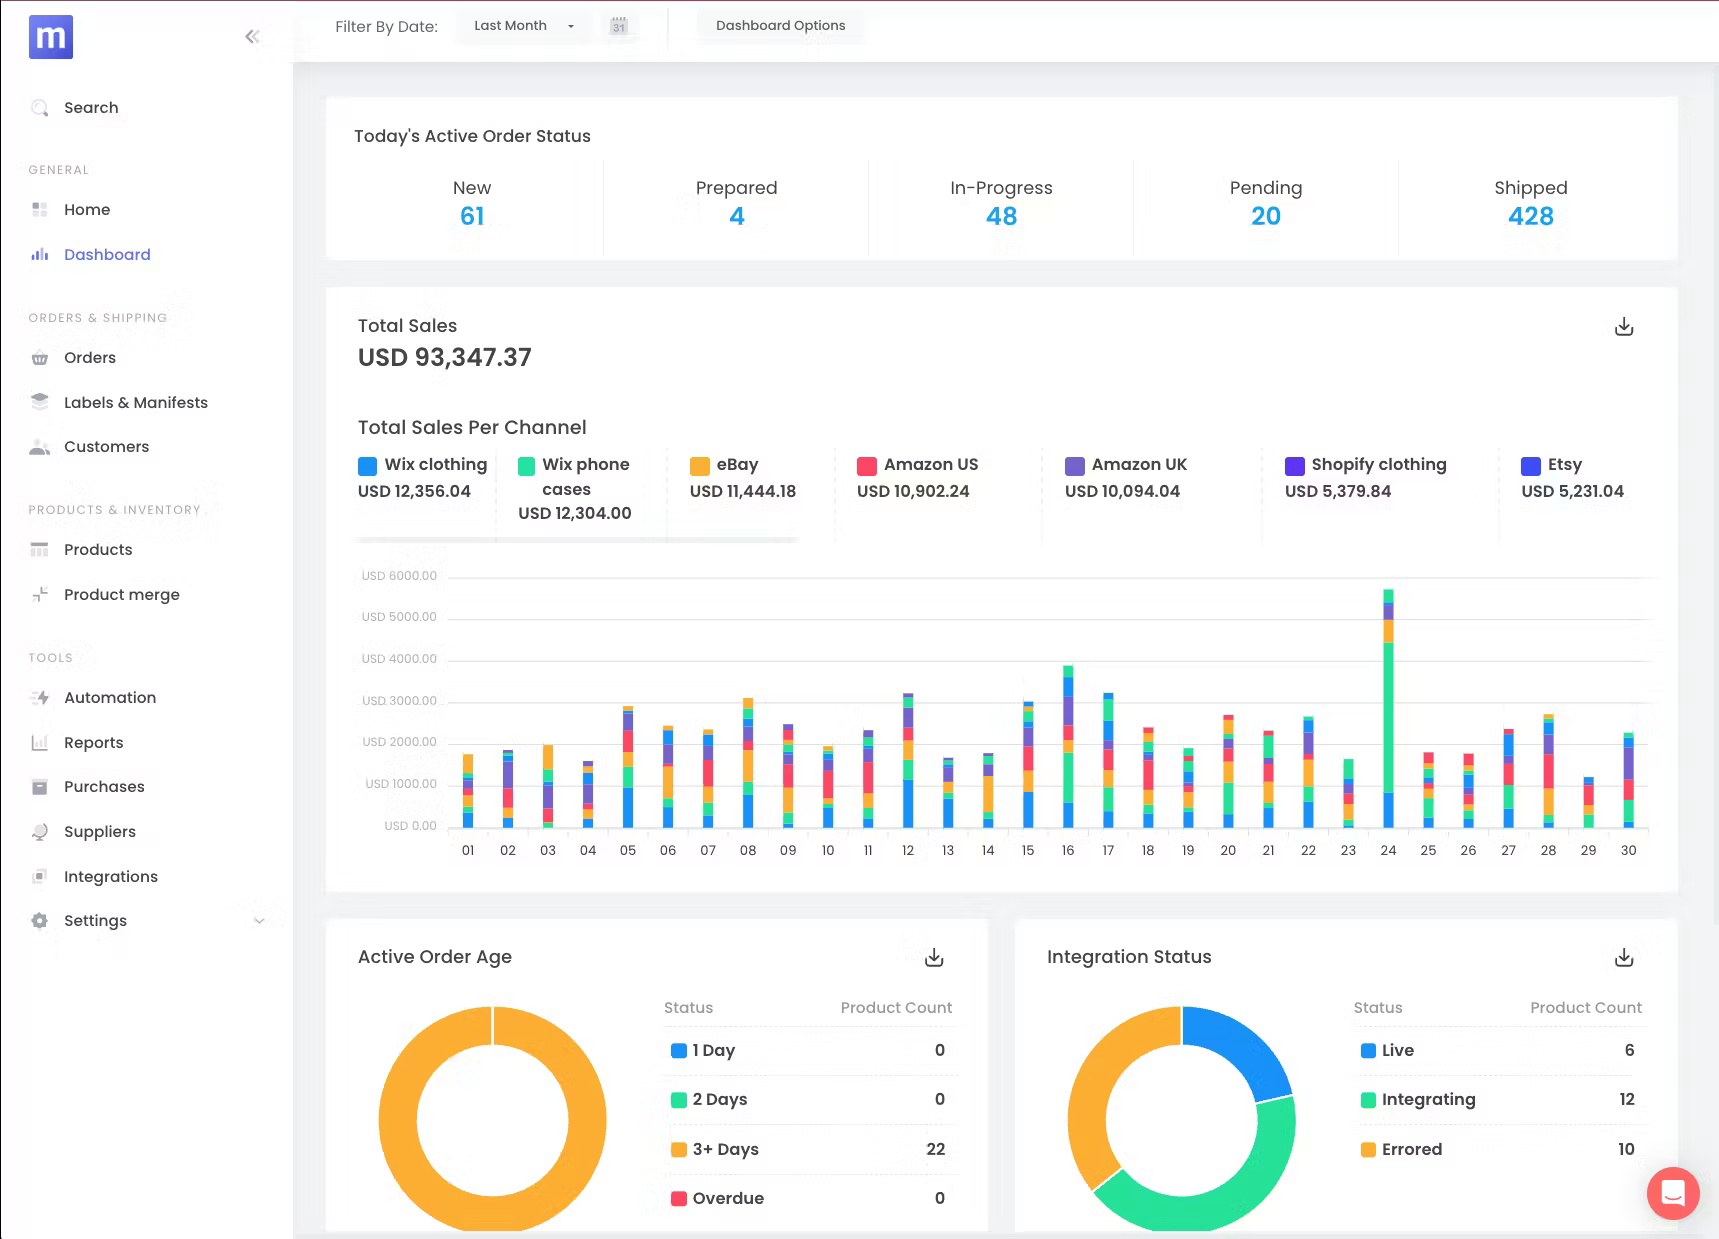 m
Filter By Date:
Last Month
31
Dashboard Options
Search
GENERAL
Home
Dashboard
ORDERS & SHIPPING
Orders
Labels & Manifests
Customers
PRODUCTS & INVENTORY
Products
Product merge
TOOLS
Automation
Reports
Purchases
Suppliers
Integrations
Settings
Today's Active Order Status
New Prepared In-Progress Pending Shipped
61 4 48 20 428
Total Sales
USD 93,347.37
Total Sales Per Channel
Wix clothing
USD 12,356.04
Wix phone
cases
USD 12,304.00
eBay
USD 11,444.18
Amazon US
USD 10,902.24
Amazon UK
USD 10,094.04
Shopify clothing
USD 5,379.84
Etsy
USD 5,231.04
USD 6000.00
USD 5000.00
USD 4000.00
USD 3000.00
USD 2000.00
USD 1000.00
USD 0.00
01 02 03 04 05 06 07 08 09 10 11 12 13 14 15 16 17 18 19 20 21 22 23 24 25 26 27 28 29 30
Active Order Age
Status Product Count
1 Day 0
2 Days 0
3+ Days 22
Overdue 0
Integration Status
Status Product Count
Live 6
Integrating 12
Errored 10